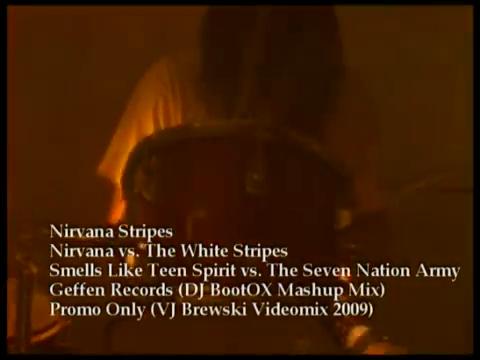 Nirvana Stripes
Nirvana vs. The White Stripes
Smells Like Teen Spirit vs. The Seven Nation Army
Geffen Records (DJ BootOX Mashup Mix)
Promo Only (VJ Brewski Videomix 2009)